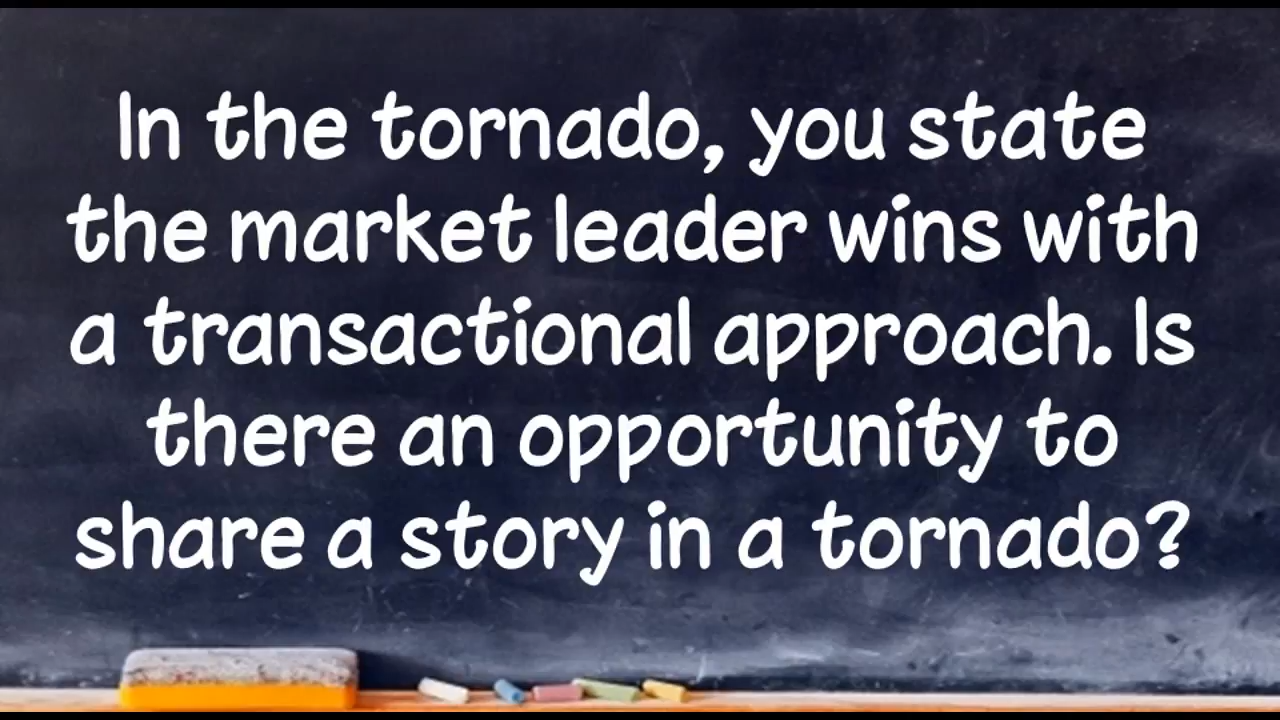 In the tornado, you state
the market leader wins with
a transactional approach. Is
there an opportunity to
share a story in a tornado?